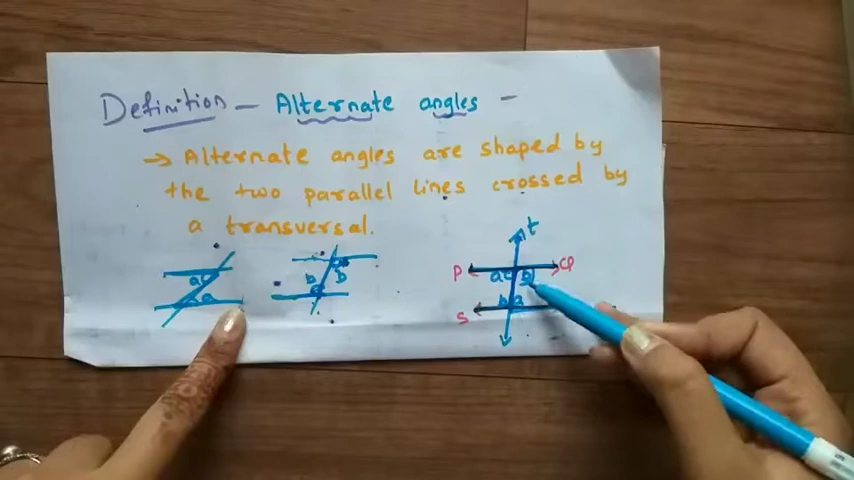 Definition - Alternate angles -
→ Alternate angles are shaped by
the two parallel lines crossed by
a transversal.
t
P
a b
b a
S
a
a
b
b